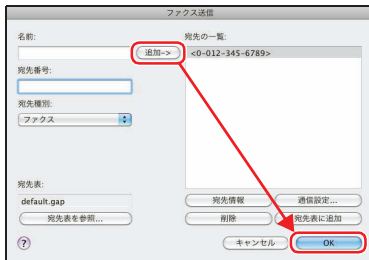 ファクス送信
名前:
追加->
宛先番号:
宛先種別:
ファクス
宛先表:
default.gap
宛先表を参照...
?
宛先の一覧:
<0-012-345-6789>
宛先情報
通信設定...
削除
宛先表に追加
キャンセル
OK